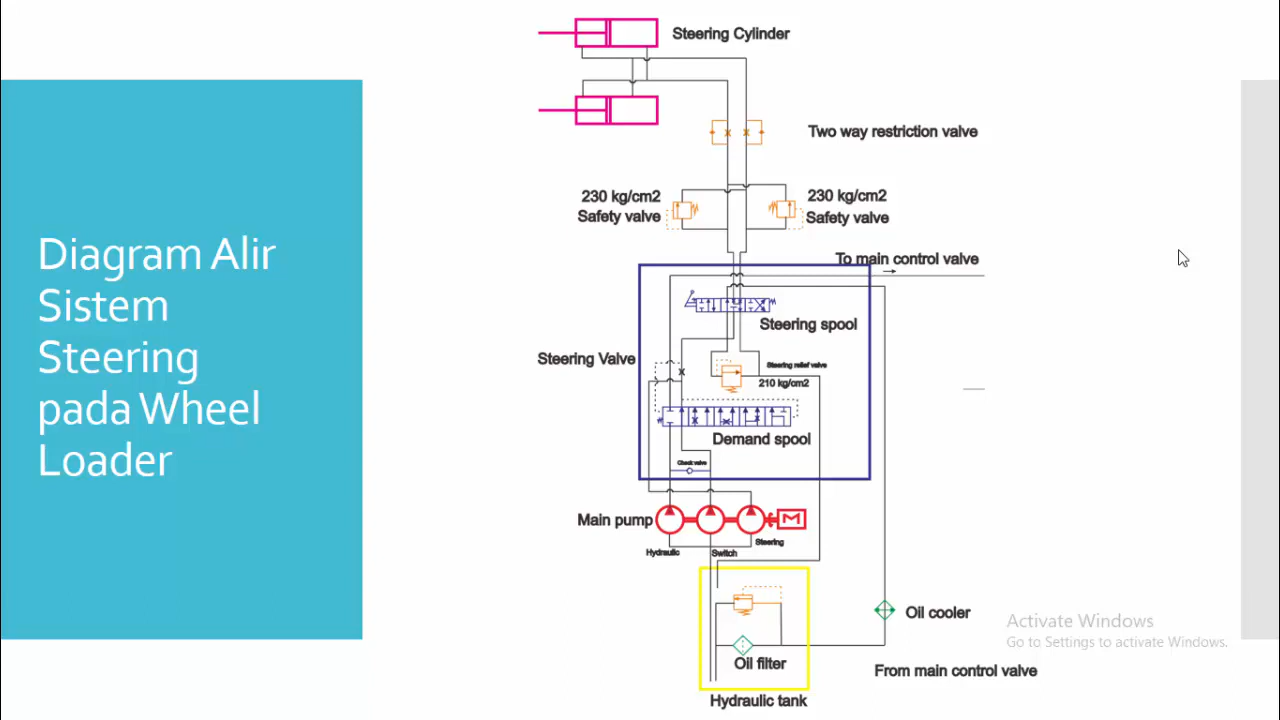 Diagram Alir
Sistem
Steering
pada Wheel
Loader
Steering Cylinder
Two way restriction valve
230 kg/cm2
Safety valve
230 kg/cm2
Safety valve
To main control valve
Steering spool
Steering Valve
Steering relief valve
210 kg/cm2
Demand spool
Check valve
Main pump
M
Hydraulic
Switch
Steering
Oil cooler
Oil filter
From main control valve
Hydraulic tank
Activate Windows
Go to Settings to activate Windows.